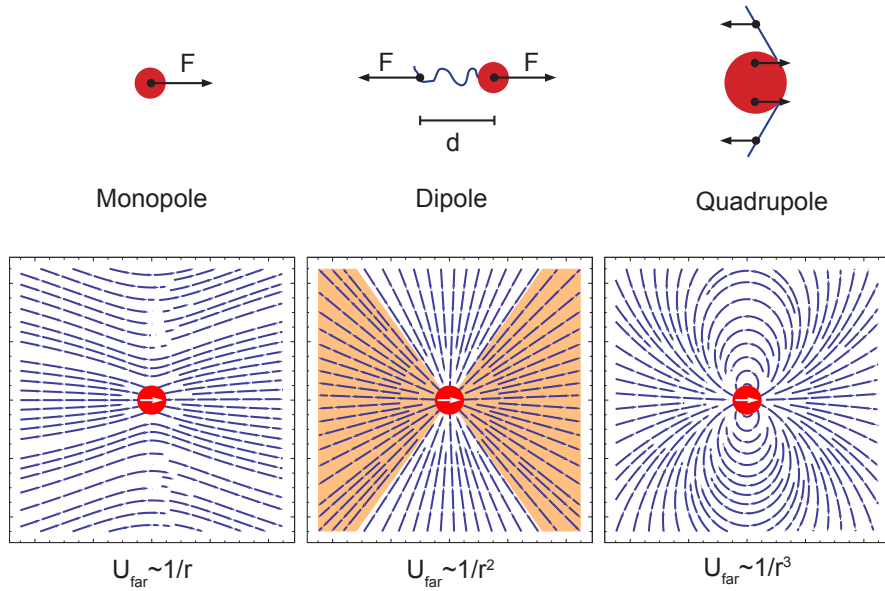 F
F
F
d
Monopole
Dipole
Quadrupole
U_far~1/r
U_far~1/r²
U_far~1/r³